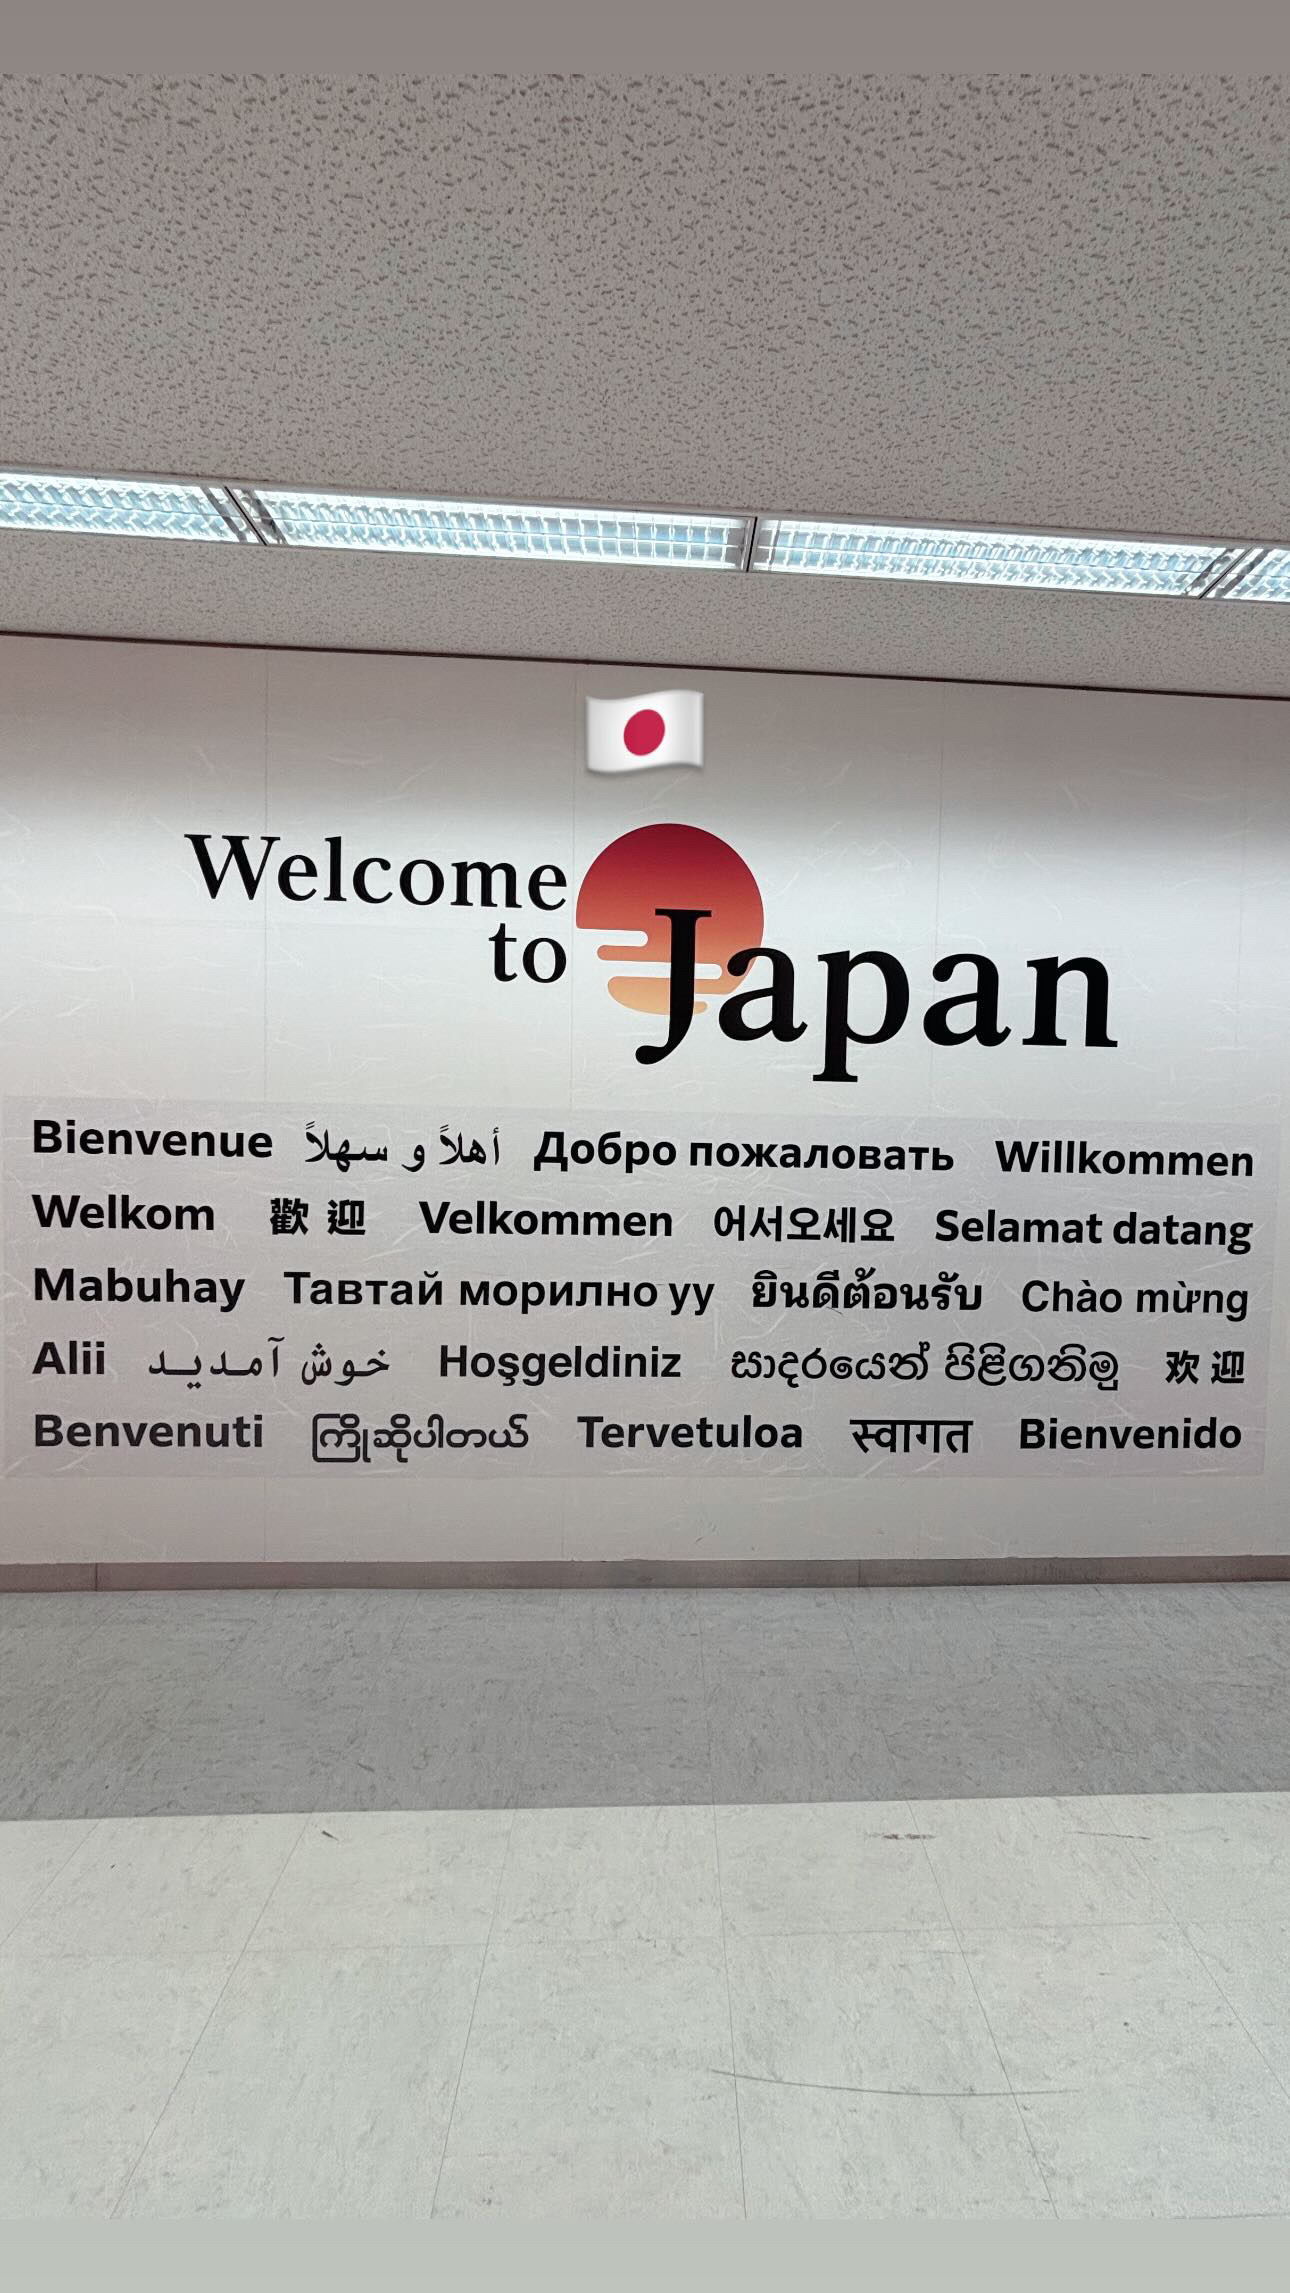 Welcome
to Japan
Bienvenue أهلاً و سهلاً Добро пожаловать Willkommen
Welkom 歡迎 Velkommen 어서오세요 Selamat datang
Mabuhay Тавтай морилно уу ยินดีต้อนรับ Chào mừng
Alii خوش آمدید Hoşgeldiniz සාදරයෙන් පිළිගනිමු 欢迎
Benvenuti ကြိုဆိုပါတယ် Tervetuloa स्वागत Bienvenido